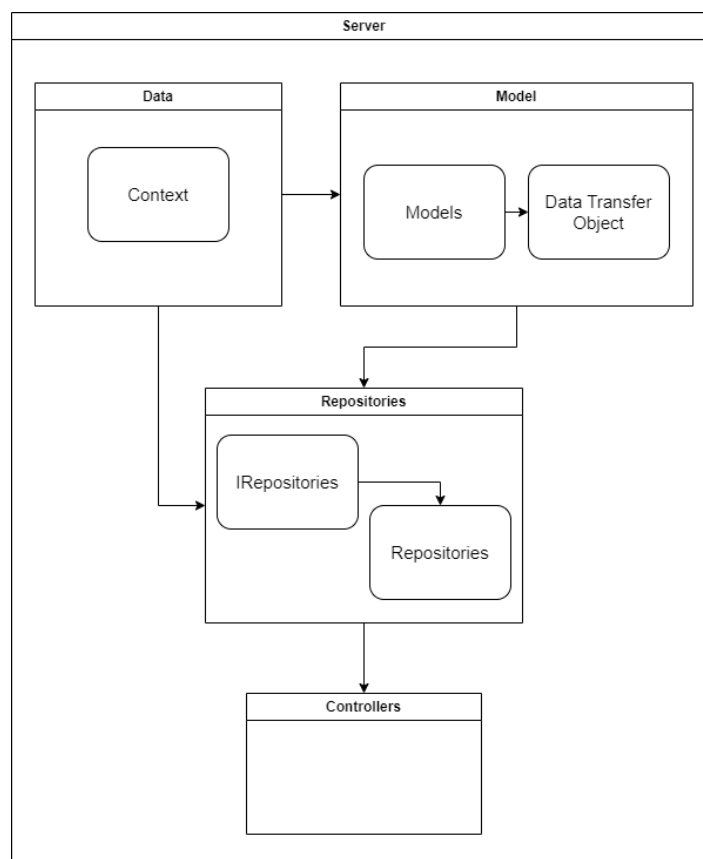 Server
Data
Model
Context
Models
Data Transfer
Object
Repositories
IRepositories
Repositories
Controllers